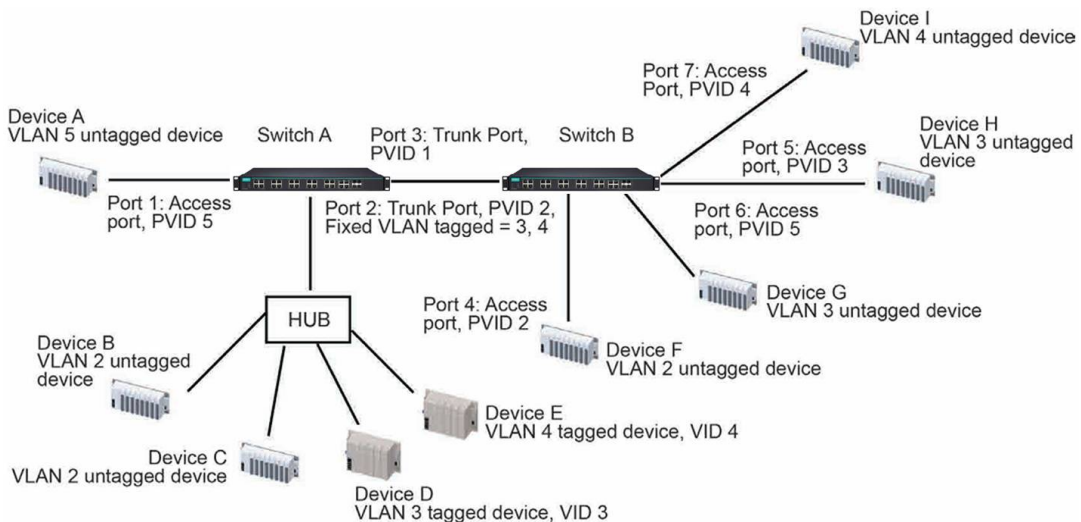 Device I
VLAN 4 untagged device
Port 7: Access
Port, PVID 4
Device A
VLAN 5 untagged device
Switch A
Port 3: Trunk Port,
PVID 1
Switch B
Port 5: Access
port, PVID 3
Device H
VLAN 3 untagged
device
Port 1: Access
port, PVID 5
Port 2: Trunk Port, PVID 2,
Fixed VLAN tagged = 3, 4
Port 6: Access
port, PVID 5
HUB
Port 4: Access
port, PVID 2
Device G
VLAN 3 untagged device
Device B
VLAN 2 untagged
device
Device F
VLAN 2 untagged device
Device E
VLAN 4 tagged device, VID 4
Device C
VLAN 2 untagged device
Device D
VLAN 3 tagged device, VID 3